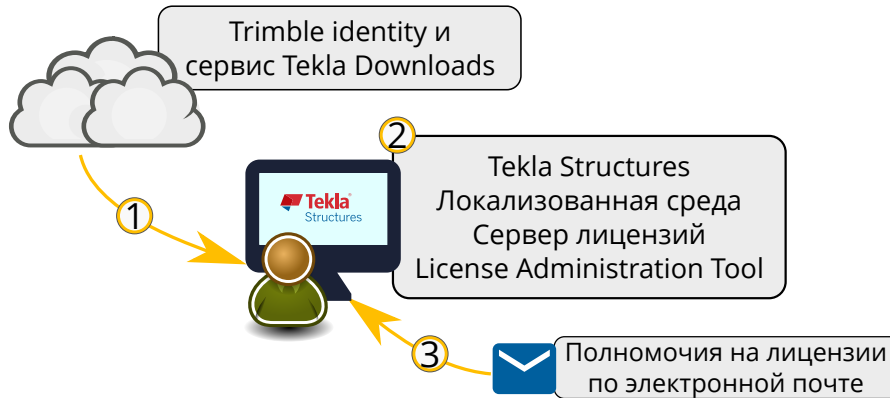 Trimble identity и
сервис Tekla Downloads
1
2
Tekla Structures
Локализованная среда
Сервер лицензий
License Administration Tool
Tekla
Structures
3
Полномочия на лицензии
по электронной почте